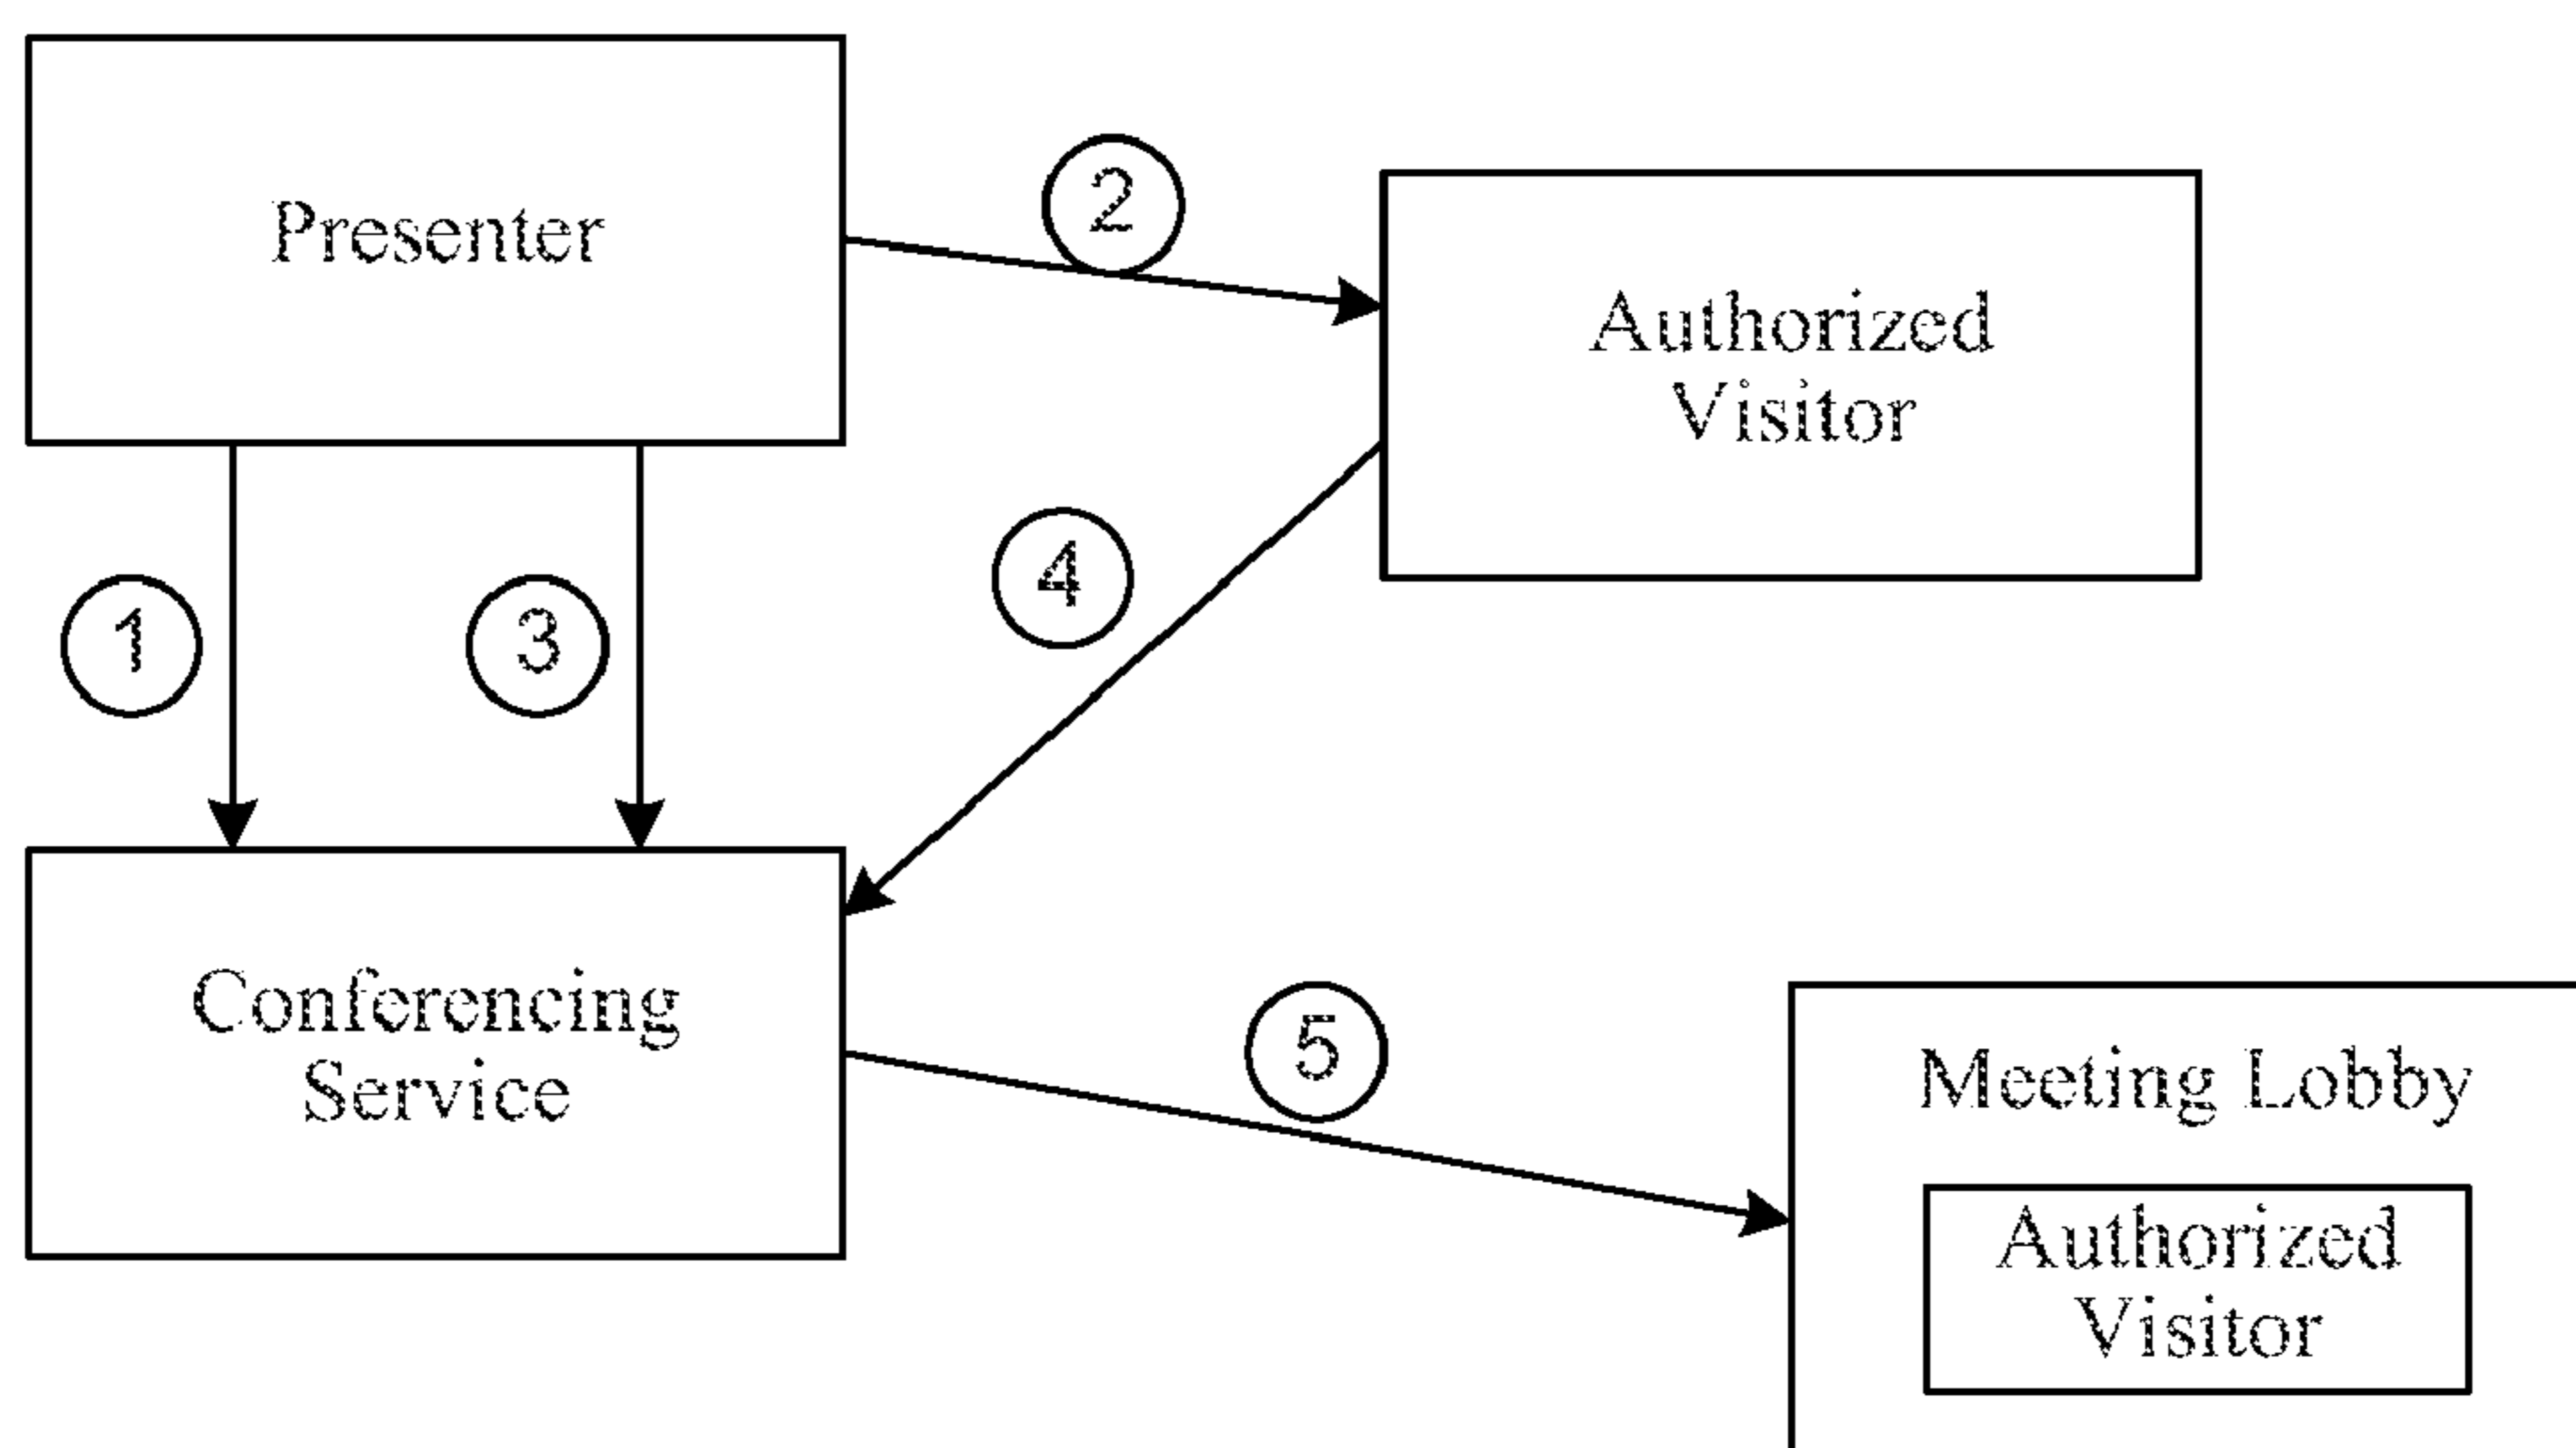 Presenter
2
Authorized
Visitor
4
1
3
Conferencing
Service
5
Meeting Lobby
Authorized
Visitor